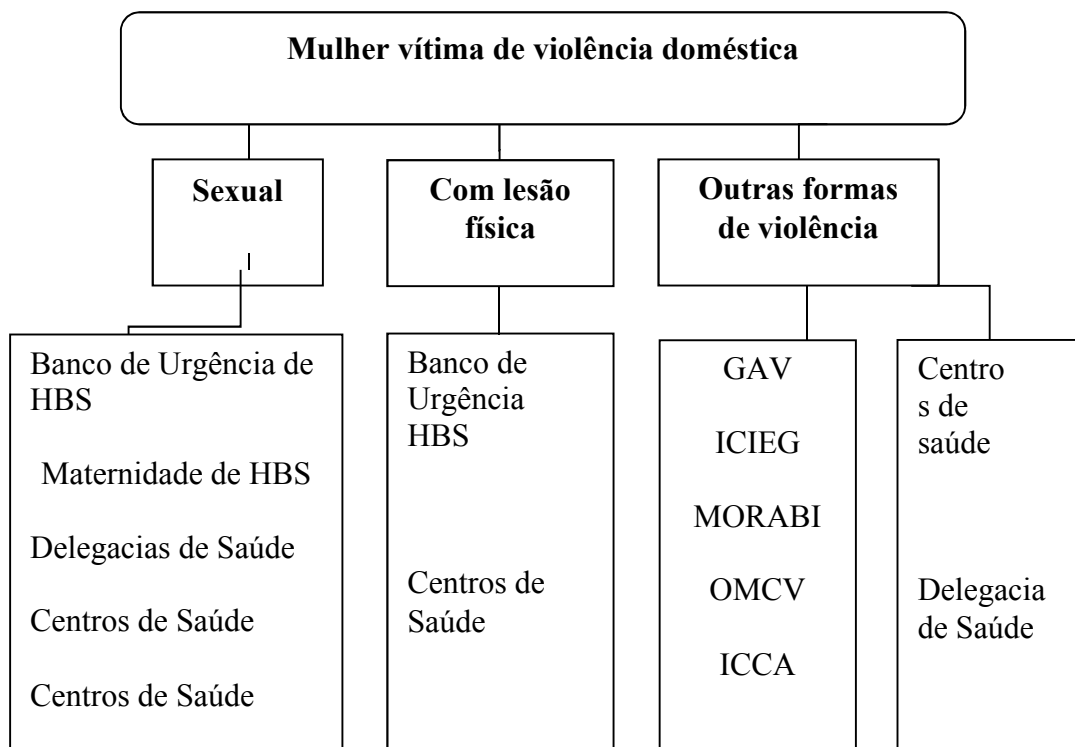 Mulher vítima de violência doméstica
Sexual
Com lesão
física
Outras formas
de violência
Banco de Urgência de
HBS
Maternidade de HBS
Delegacias de Saúde
Centros de Saúde
Centros de Saúde
Banco de
Urgência
HBS
Centros de
Saúde
GAV
ICIEG
MORABI
OMCV
ICCA
Centro
s de
saúde
Delegacia
de Saúde